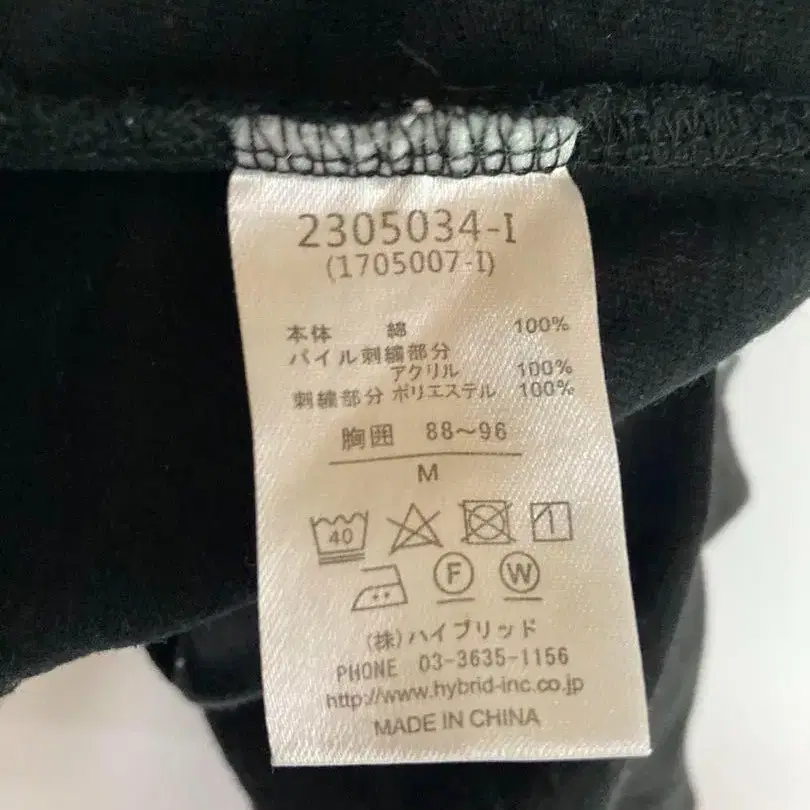 2305034-I
(1705007-I)
本体 綿 100%
パイル刺繍部分
アクリル 100%
刺繍部分 ポリエステル 100%
胸囲 88～96
M
40
F W
(株)ハイブリッド
PHONE 03-3635-1156
http://www.hybrid-inc.co.jp
MADE IN CHINA